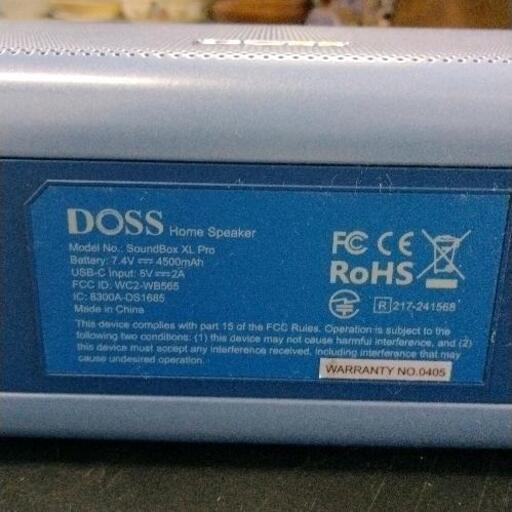 DOSS Home Speaker
Model No.: SoundBox XL Pro
Battery: 7.4V 4500mAh
USB-C Input: 5V 2A
FCC ID: WC2-WB565
IC: 8300A-DS1685
Made in China
FC CE
RoHS
R 217-241568
This device complies with part 15 of the FCC Rules. Operation is subject to the
following two conditions: (1) this device may not cause harmful interference, and (2)
this device must accept any interference received, including interference that may
cause undesired operation.
WARRANTY NO.0405